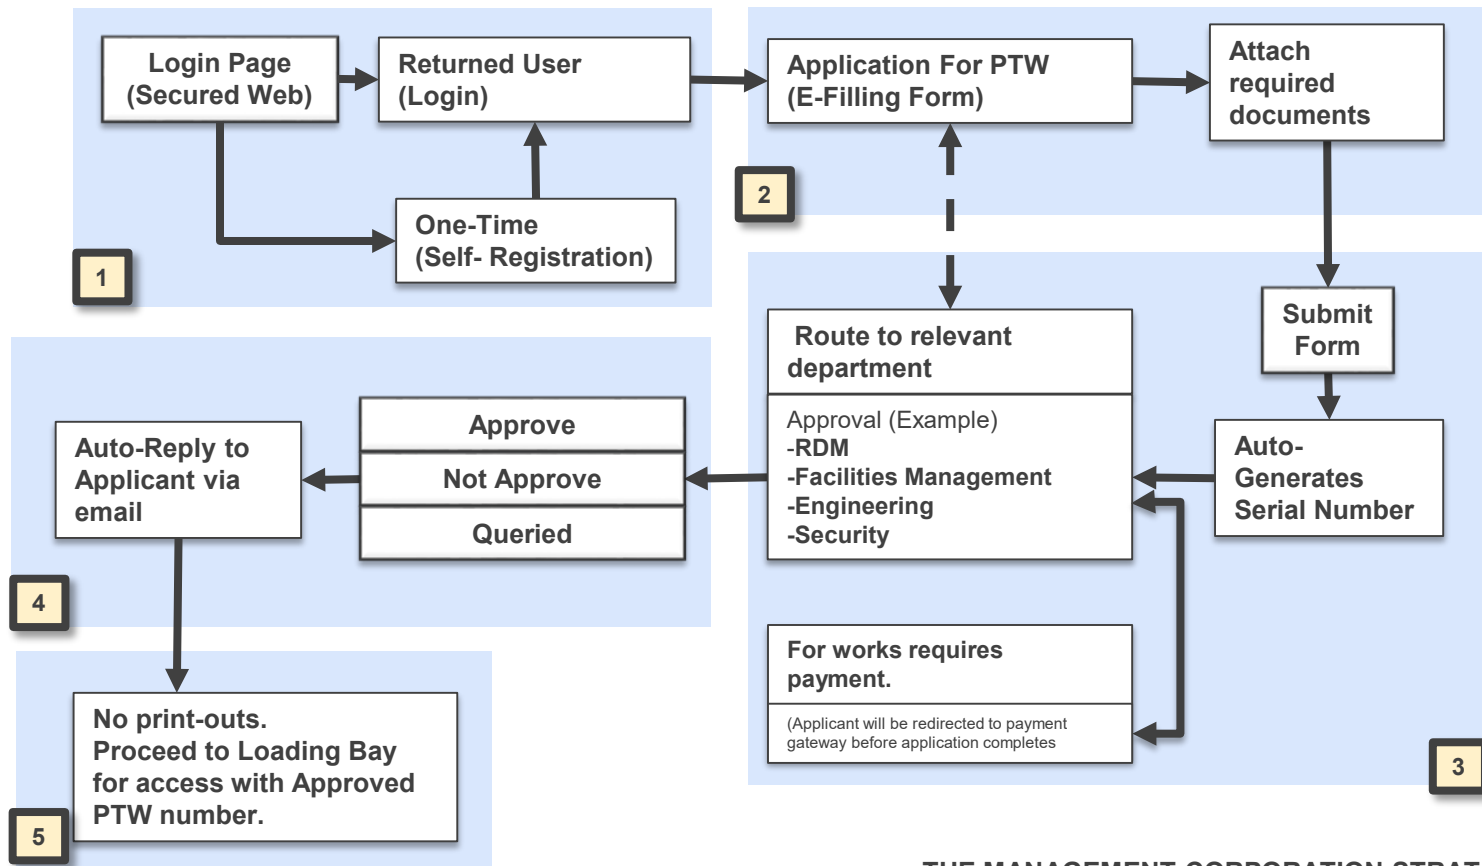 Login Page
(Secured Web)
Returned User
(Login)
One-Time
(Self- Registration)
1
Application For PTW
(E-Filling Form)
Attach
required
documents
2
Submit
Form
Auto-
Generates
Serial Number
Route to relevant
department
Approval (Example)
-RDM
-Facilities Management
-Engineering
-Security
For works requires
payment.
(Applicant will be redirected to payment
gateway before application completes
3
Approve
Not Approve
Queried
Auto-Reply to
Applicant via
email
4
No print-outs.
Proceed to Loading Bay
for access with Approved
PTW number.
5
THE MANAGEMENT CORPORATION STRAT